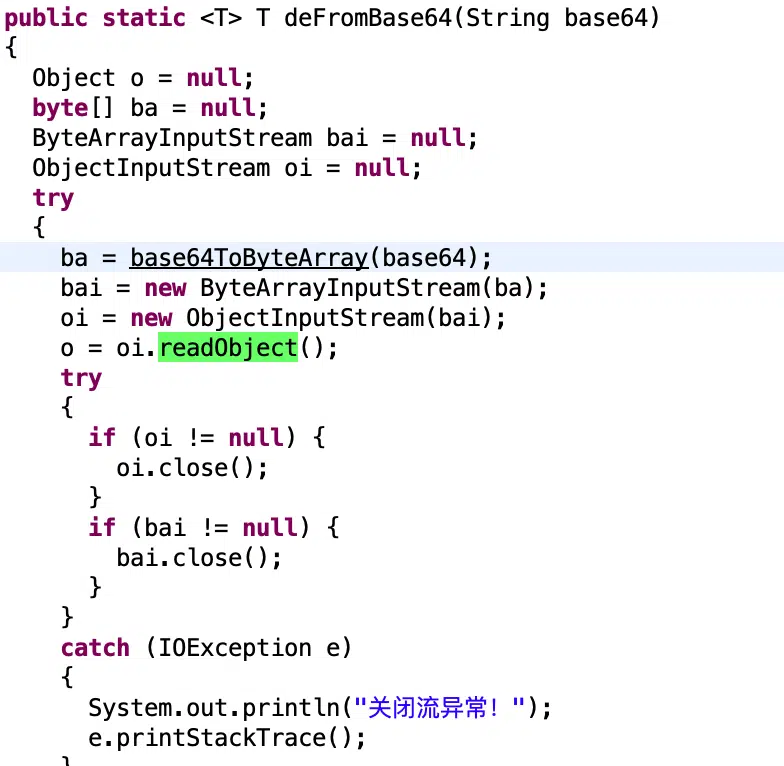 public static <T> T deFromBase64(String base64)
{
  Object o = null;
  byte[] ba = null;
  ByteArrayInputStream bai = null;
  ObjectInputStream oi = null;
  try
  {
    ba = base64ToByteArray(base64);
    bai = new ByteArrayInputStream(ba);
    oi = new ObjectInputStream(bai);
    o = oi.readObject();
    try
    {
      if (oi != null) {
        oi.close();
      }
      if (bai != null) {
        bai.close();
      }
    }
    catch (IOException e)
    {
      System.out.println("关闭流异常！");
      e.printStackTrace();
    }